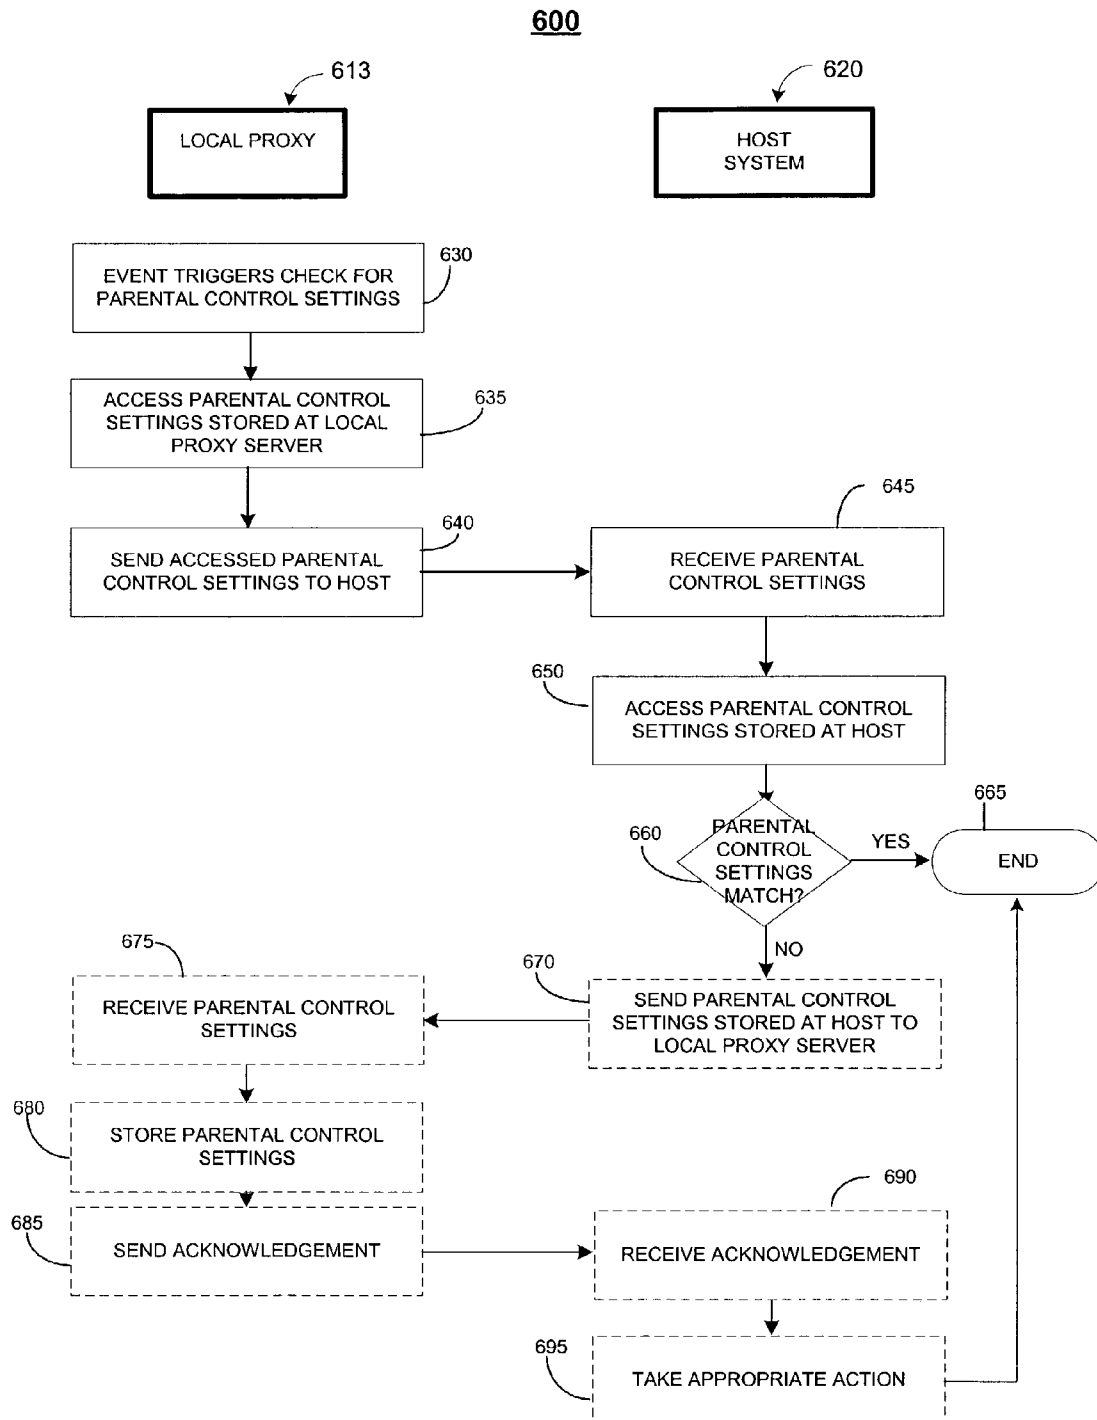 600
613
620
LOCAL PROXY
HOST
SYSTEM
630
EVENT TRIGGERS CHECK FOR
PARENTAL CONTROL SETTINGS
635
ACCESS PARENTAL CONTROL
SETTINGS STORED AT LOCAL
PROXY SERVER
640
SEND ACCESSED PARENTAL
CONTROL SETTINGS TO HOST
645
RECEIVE PARENTAL
CONTROL SETTINGS
650
ACCESS PARENTAL CONTROL
SETTINGS STORED AT HOST
660
PARENTAL
CONTROL
SETTINGS
MATCH?
YES
665
END
NO
670
SEND PARENTAL CONTROL
SETTINGS STORED AT HOST TO
LOCAL PROXY SERVER
675
RECEIVE PARENTAL CONTROL
SETTINGS
680
STORE PARENTAL CONTROL
SETTINGS
685
SEND ACKNOWLEDGEMENT
690
RECEIVE ACKNOWLEDGEMENT
695
TAKE APPROPRIATE ACTION